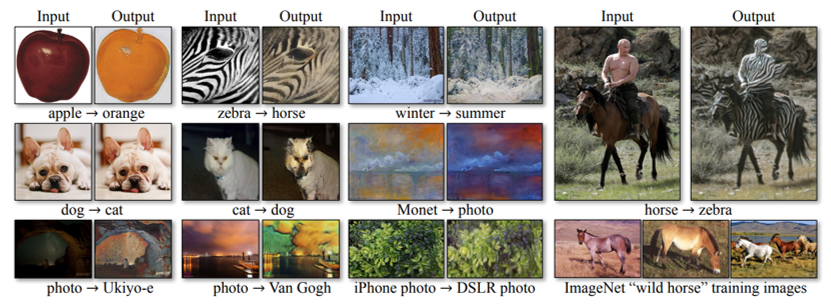 Input Output Input Output Input Output Input Output
apple → orange zebra → horse winter → summer
dog → cat cat → dog Monet → photo horse → zebra
photo → Ukiyo-e photo → Van Gogh iPhone photo → DSLR photo ImageNet “wild horse” training images